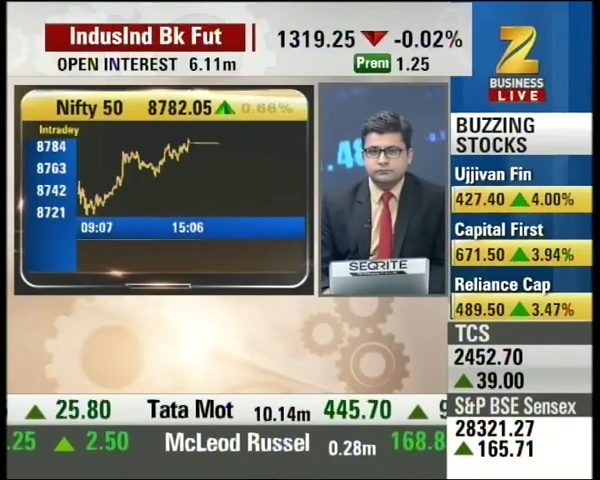 IndusInd Bk Fut
1319.25 -0.02%
OPEN INTEREST 6.11m
Prem 1.25
Z
BUSINESS
LIVE
Nifty 50 8782.05 0.66%
Intraday
8784
8763
8742
8721
09:07 15:06
SEQRITE
BUZZING
STOCKS
Ujjivan Fin
427.40 4.00%
Capital First
671.50 3.94%
Reliance Cap
489.50 3.47%
TCS
2452.70
39.00
S&P BSE Sensex
28321.27
165.71
25.80 Tata Mot 10.14m 445.70
.25 2.50 McLeod Russel 0.28m 168.8